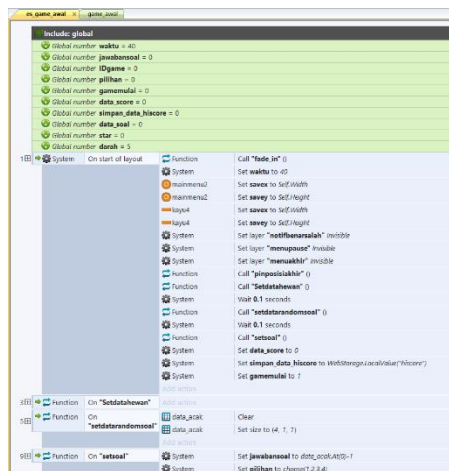 es_game_awal × game_awal
Include: global
Global number waktu = 40
Global number jawabansoal = 0
Global number IDgame = 0
Global number pilihan = 0
Global number gamemulai = 0
Global number data_score = 0
Global number simpan_data_hiscore = 0
Global number data_soal = 0
Global number star = 0
Global number darah = 5
1 System On start of layout Function Call "fade_in" ()
System Set waktu to 40
mainmenu2 Set savex to Self.Width
mainmenu2 Set savey to Self.Height
kayu4 Set savex to Self.Width
kayu4 Set savey to Self.Height
System Set layer "notifbenarsalah" Invisible
System Set layer "menupause" Invisible
System Set layer "menuakhir" Invisible
Function Call "pinposisiakhir" ()
Function Call "Setdatahewan" ()
System Wait 0.1 seconds
Function Call "setdatarandomsoal" ()
System Wait 0.1 seconds
Function Call "setsoal" ()
System Set data_score to 0
System Set simpan_data_hiscore to WebStorage.LocalValue("hiscore")
System Set gamemulai to 1
Add action
3 Function On "Setdatahewan" Add action
5 Function On "setdatarandomsoal" data_acak Clear
data_acak Set size to (4, 1, 1)
Add action
9 Function On "setsoal" System Set jawabansoal to data_acak.At(0)-1
System Set pilihan to choose(1,2,3,4)